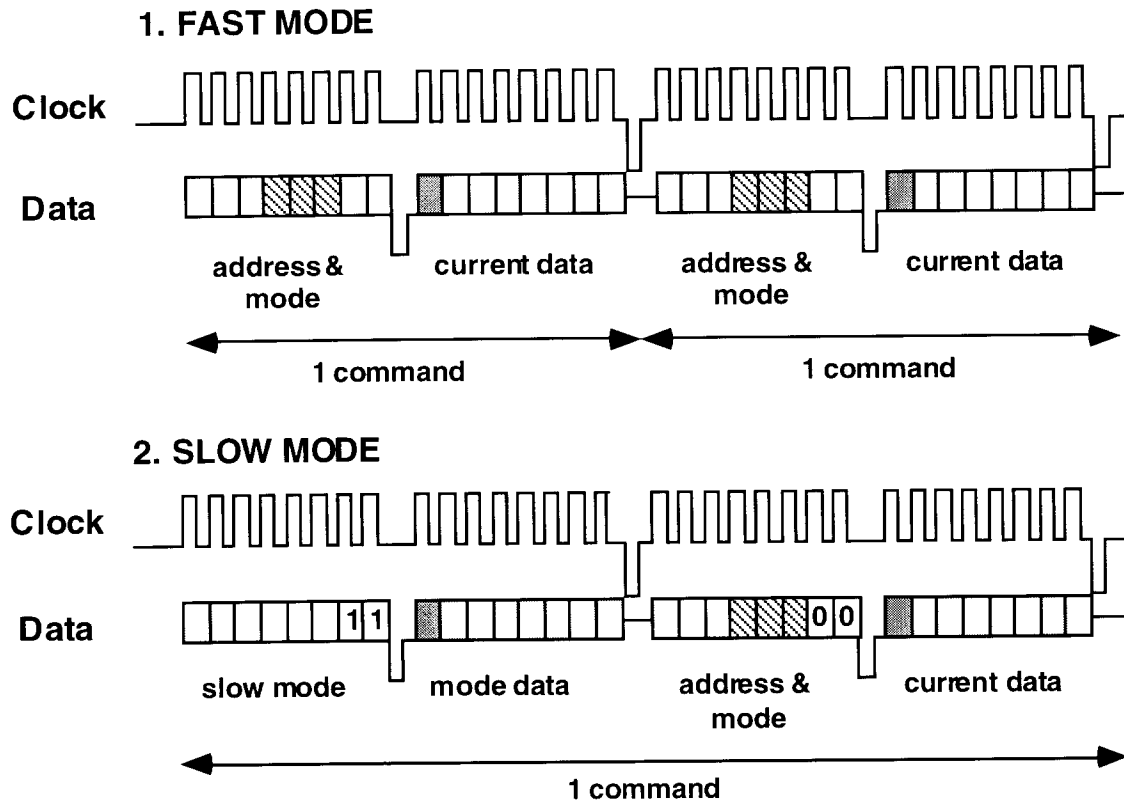 1. FAST MODE
Clock
Data
address &
mode
current data
address &
mode
current data
1 command
1 command
2. SLOW MODE
Clock
Data
1 1
0 0
slow mode
mode data
address &
mode
current data
1 command